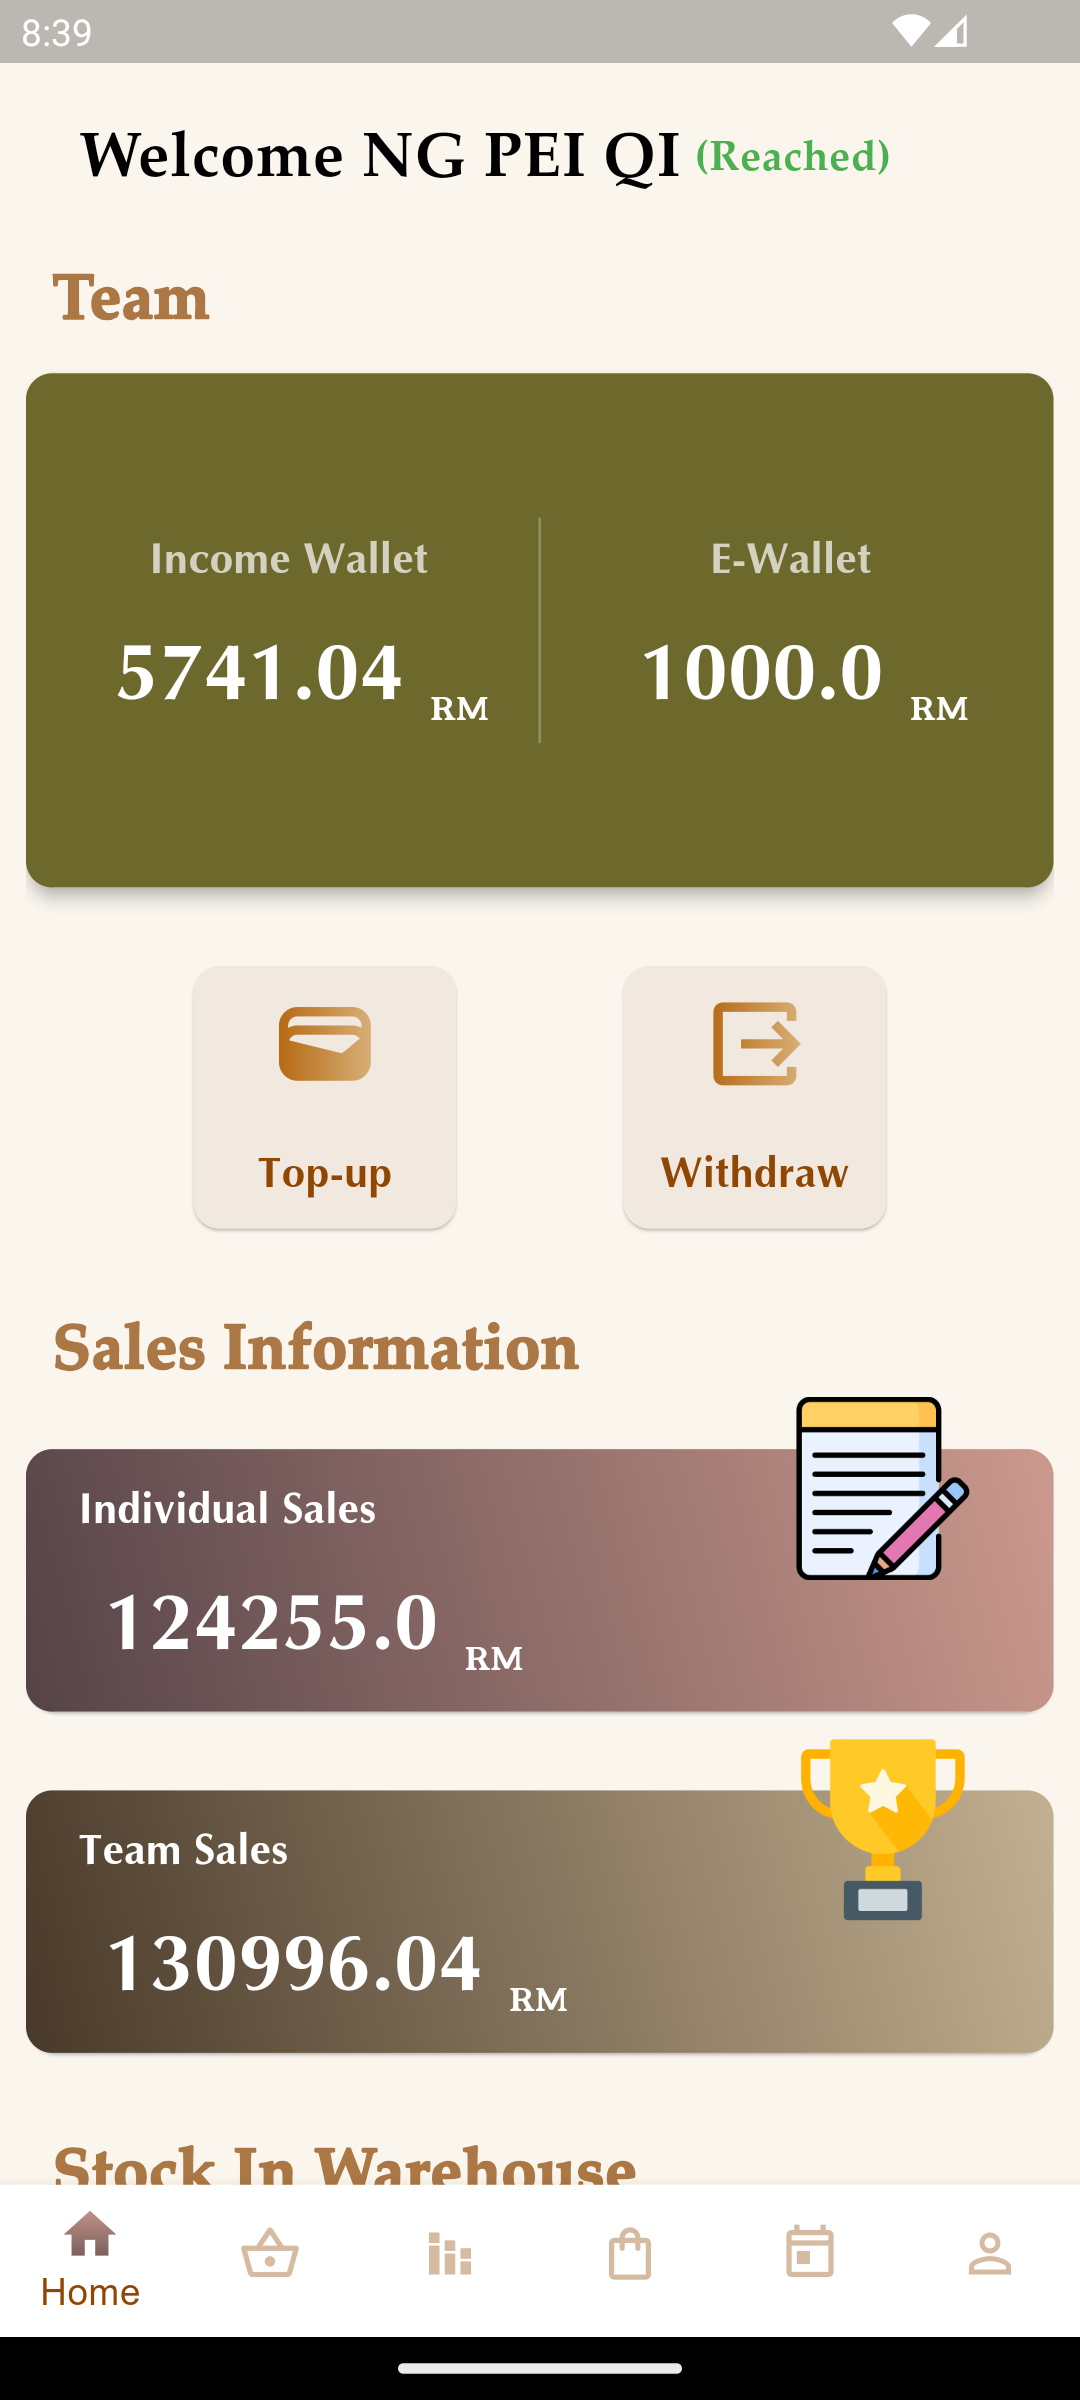 8:39
Welcome NG PEI QI (Reached)
Team
Income Wallet
5741.04 RM
E-Wallet
1000.0 RM
Top-up
Withdraw
Sales Information
Individual Sales
124255.0 RM
Team Sales
130996.04 RM
Stock In Warehouse
Home